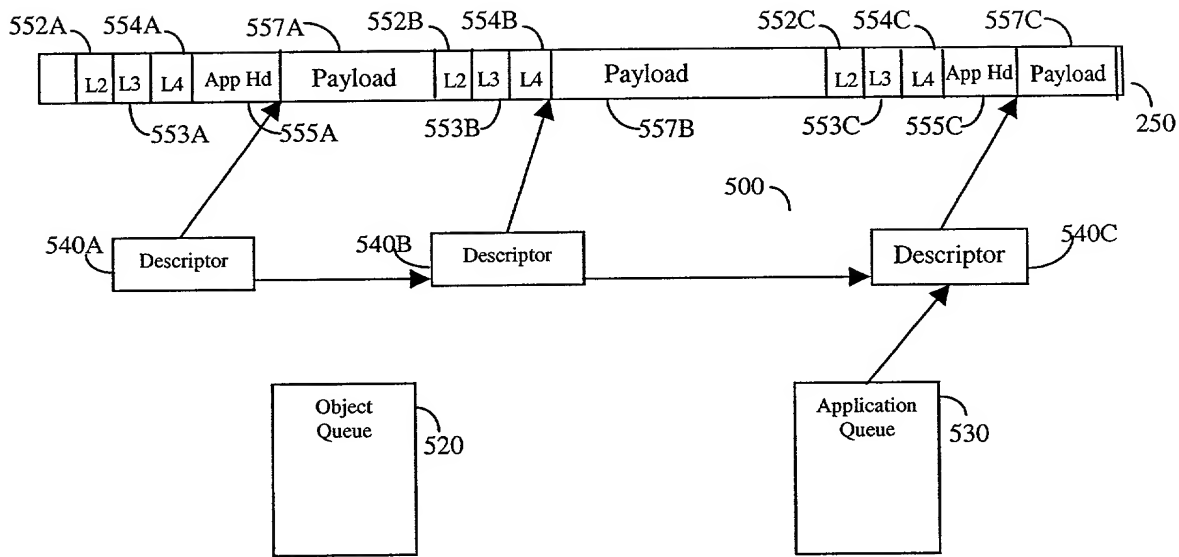 552A 554A 557A 552B 554B 552C 554C 557C
L2 L3 L4 App Hd Payload L2 L3 L4 Payload L2 L3 L4 App Hd Payload
553A 555A 553B 557B 553C 555C 250
500
540A Descriptor 540B Descriptor Descriptor 540C
Object
Queue
520
Application
Queue
530